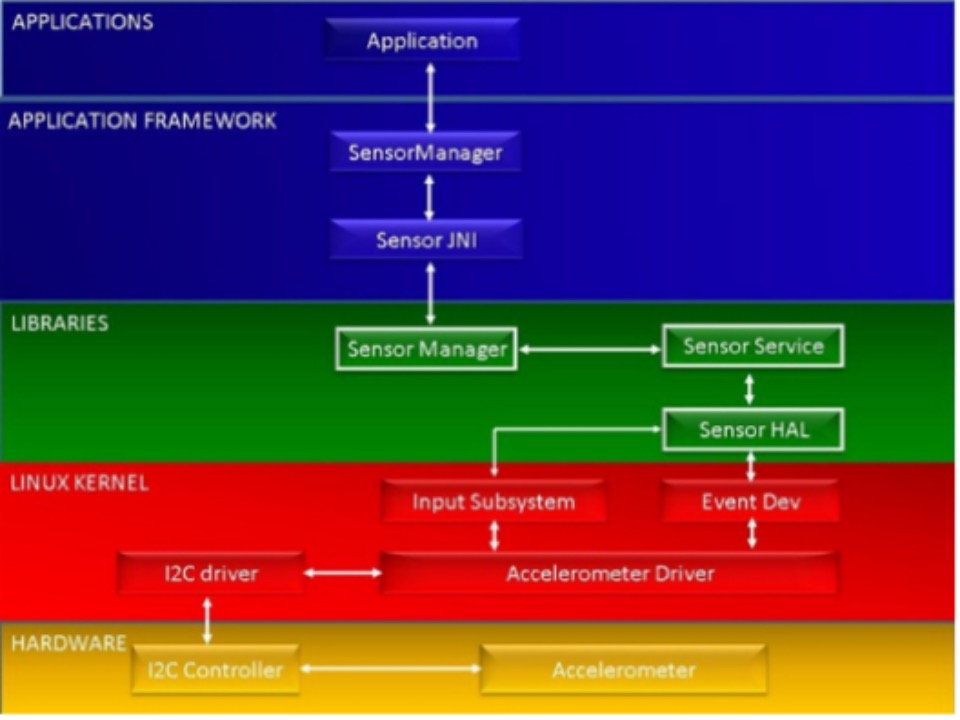 APPLICATIONS
Application
APPLICATION FRAMEWORK
SensorManager
Sensor JNI
LIBRARIES
Sensor Manager
Sensor Service
Sensor HAL
LINUX KERNEL
Input Subsystem
Event Dev
I2C driver
Accelerometer Driver
HARDWARE
I2C Controller
Accelerometer